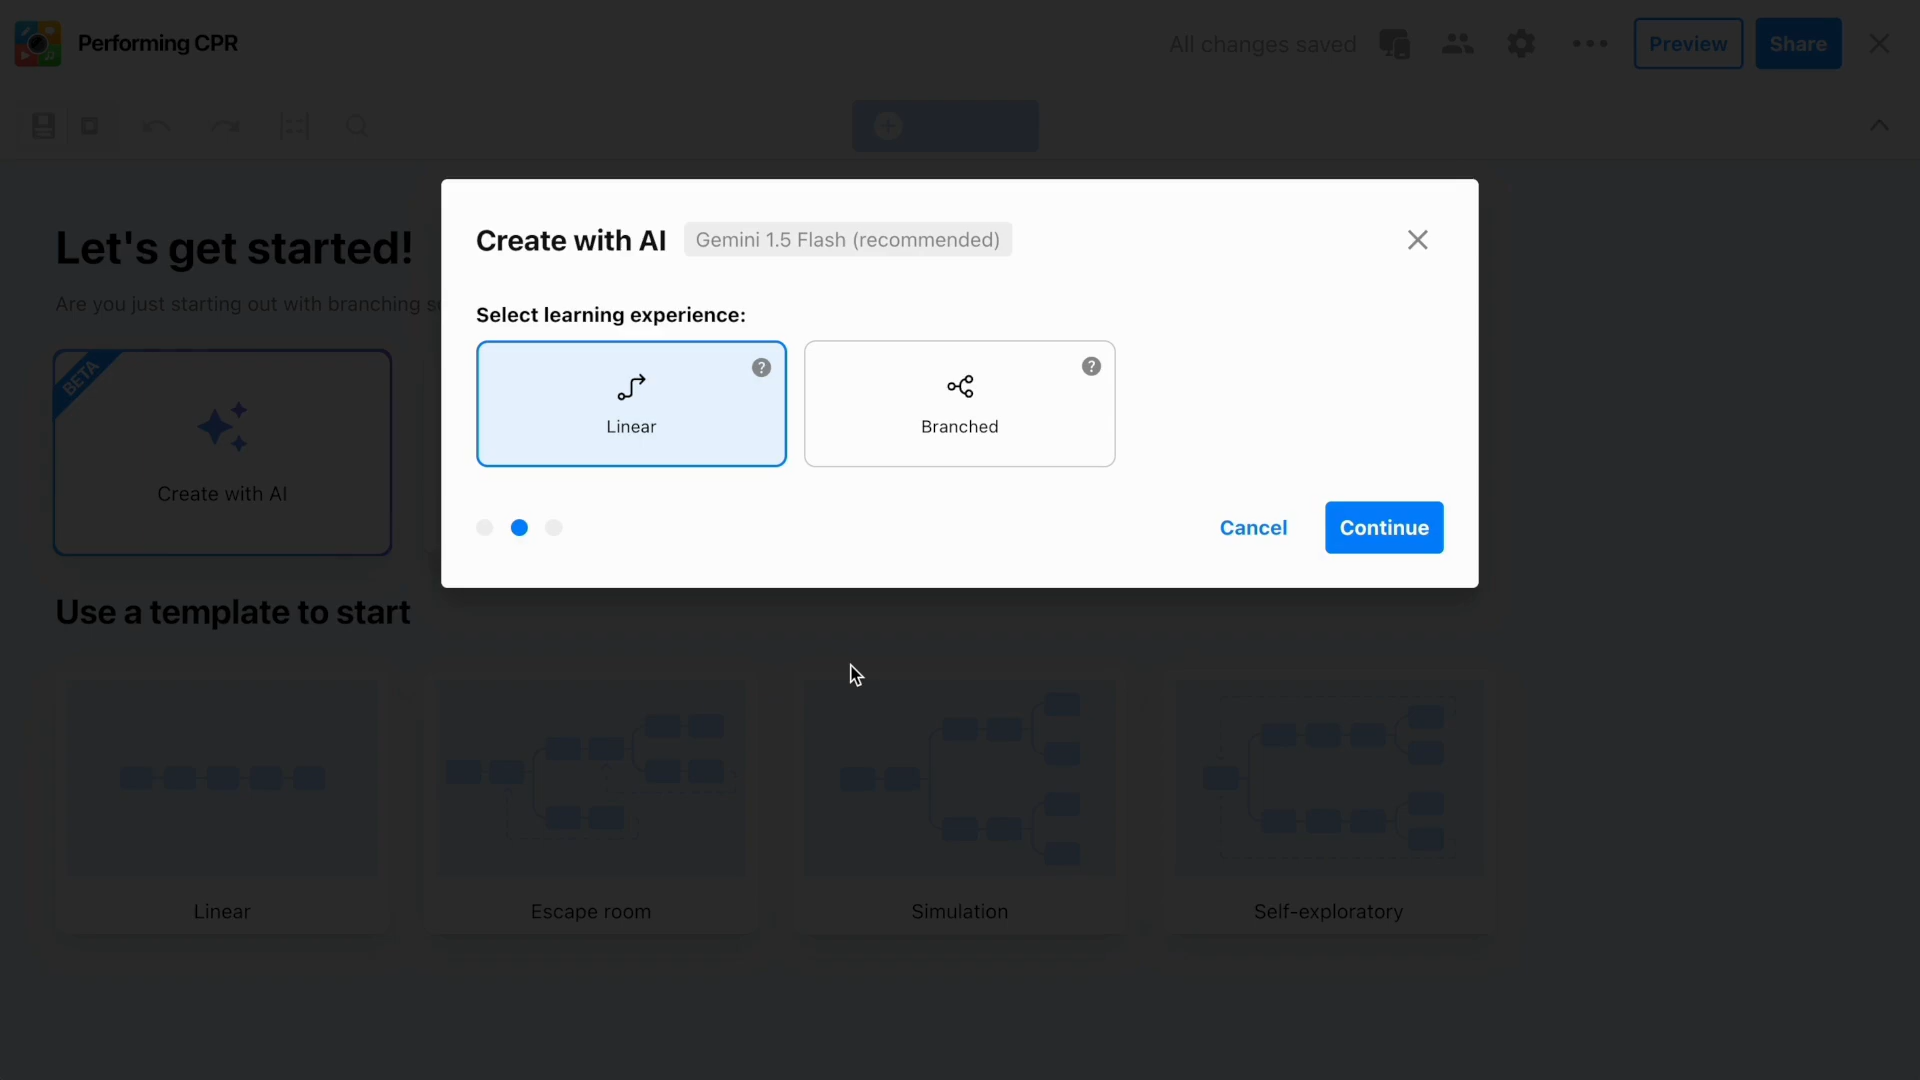 Performing CPR
All changes saved
Preview
Share
Let's get started!
Are you just starting out with branching
BETA
Create with AI
Create with AI
Gemini 1.5 Flash (recommended)
Select learning experience:
?
Linear
?
Branched
Cancel
Continue
Use a template to start
Linear
Escape room
Simulation
Self-exploratory